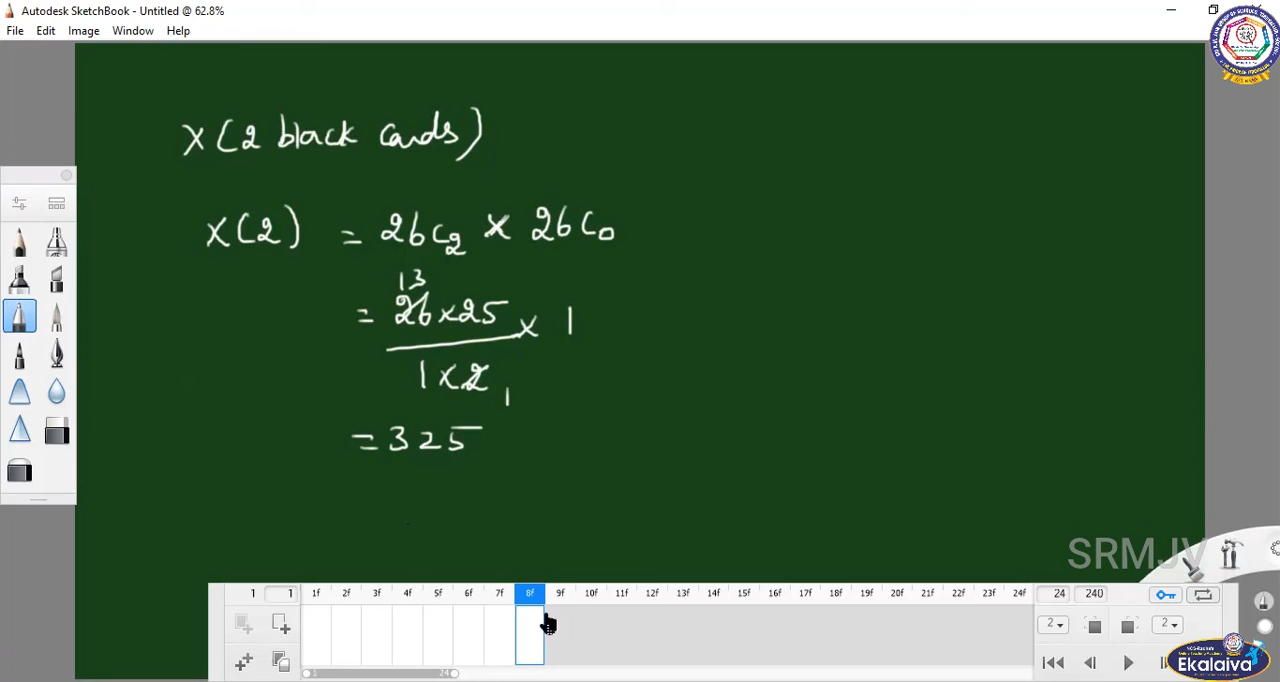 Autodesk SketchBook - Untitled @ 62.8%
File Edit Image Window Help
X(2 black cards)
X(2) = 26C2 × 26C0
13
= 26×25 × 1
1×2
1
= 325
SRMJV
1 1 1f 2f 3f 4f 5f 6f 7f 8f 9f 10f 11f 12f 13f 14f 15f 16f 17f 18f 19f 20f 21f 22f 23f 24f 24 240
2 2
1 24
Ekalaiva